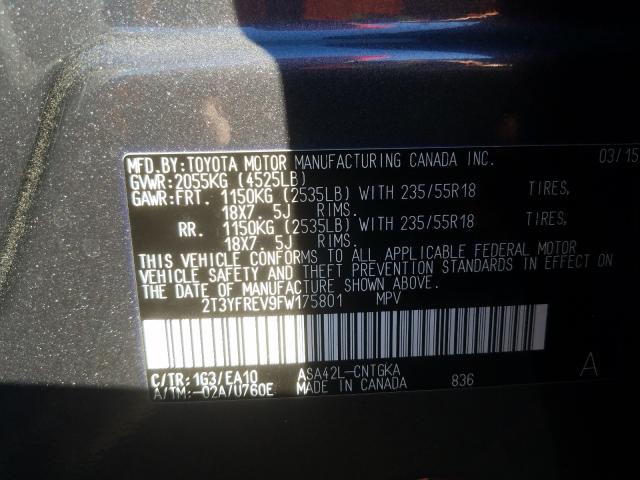 MFD.BY:TOYOTA MOTOR MANUFACTURING CANADA INC. 03/15
GVWR:2055KG (4525LB)
GAWR:FRT. 1150KG (2535LB) WITH 235/55R18 TIRES,
18X7. 5J RIMS.
RR. 1150KG (2535LB) WITH 235/55R18 TIRES,
18X7. 5J RIMS.
THIS VEHICLE CONFORMS TO ALL APPLICABLE FEDERAL MOTOR
VEHICLE SAFETY AND THEFT PREVENTION STANDARDS IN EFFECT ON
THE DATE OF MANUFACTURE SHOWN ABOVE.
2T3YFREV9FW175801 MPV
C/TR:1G3/EA10 ASA42L-CNTGKA A
A/TM:-02A/U760E MADE IN CANADA 836